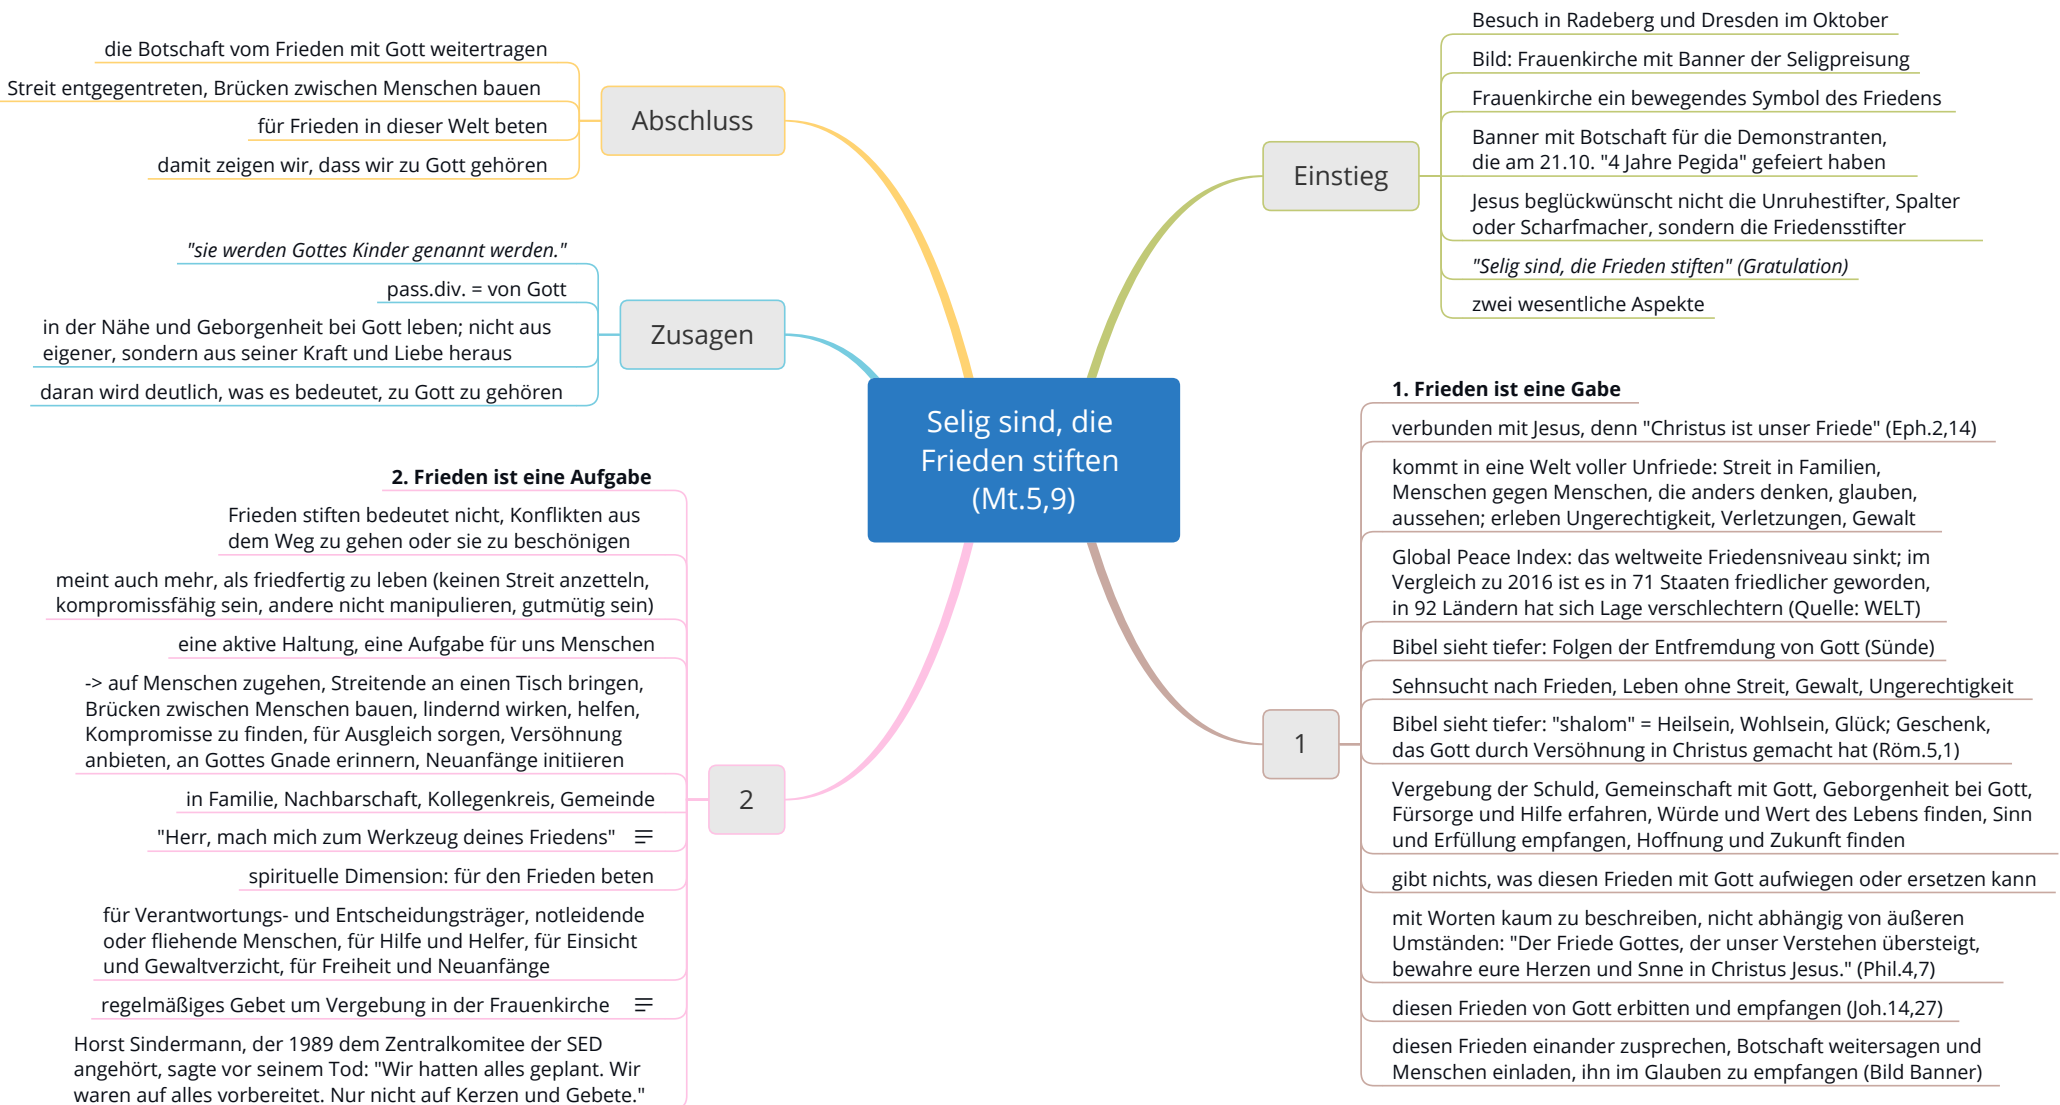 Selig sind, die
Frieden stiften
(Mt.5,9)
Einstieg
Besuch in Radeberg und Dresden im Oktober
Bild: Frauenkirche mit Banner der Seligpreisung
Frauenkirche ein bewegendes Symbol des Friedens
Banner mit Botschaft für die Demonstranten,
die am 21.10. "4 Jahre Pegida" gefeiert haben
Jesus beglückwünscht nicht die Unruhestifter, Spalter
oder Scharfmacher, sondern die Friedensstifter
"Selig sind, die Frieden stiften" (Gratulation)
zwei wesentliche Aspekte
1
1. Frieden ist eine Gabe
verbunden mit Jesus, denn "Christus ist unser Friede" (Eph.2,14)
kommt in eine Welt voller Unfriede: Streit in Familien,
Menschen gegen Menschen, die anders denken, glauben,
aussehen; erleben Ungerechtigkeit, Verletzungen, Gewalt
Global Peace Index: das weltweite Friedensniveau sinkt; im
Vergleich zu 2016 ist es in 71 Staaten friedlicher geworden,
in 92 Ländern hat sich Lage verschlechtern (Quelle: WELT)
Bibel sieht tiefer: Folgen der Entfremdung von Gott (Sünde)
Sehnsucht nach Frieden, Leben ohne Streit, Gewalt, Ungerechtigkeit
Bibel sieht tiefer: "shalom" = Heilsein, Wohlsein, Glück; Geschenk,
das Gott durch Versöhnung in Christus gemacht hat (Röm.5,1)
Vergebung der Schuld, Gemeinschaft mit Gott, Geborgenheit bei Gott,
Fürsorge und Hilfe erfahren, Würde und Wert des Lebens finden, Sinn
und Erfüllung empfangen, Hoffnung und Zukunft finden
gibt nichts, was diesen Frieden mit Gott aufwiegen oder ersetzen kann
mit Worten kaum zu beschreiben, nicht abhängig von äußeren
Umständen: "Der Friede Gottes, der unser Verstehen übersteigt,
bewahre eure Herzen und Snne in Christus Jesus." (Phil.4,7)
diesen Frieden von Gott erbitten und empfangen (Joh.14,27)
diesen Frieden einander zusprechen, Botschaft weitersagen und
Menschen einladen, ihn im Glauben zu empfangen (Bild Banner)
2
2. Frieden ist eine Aufgabe
Frieden stiften bedeutet nicht, Konflikten aus
dem Weg zu gehen oder sie zu beschönigen
meint auch mehr, als friedfertig zu leben (keinen Streit anzetteln,
kompromissfähig sein, andere nicht manipulieren, gutmütig sein)
eine aktive Haltung, eine Aufgabe für uns Menschen
-> auf Menschen zugehen, Streitende an einen Tisch bringen,
Brücken zwischen Menschen bauen, lindernd wirken, helfen,
Kompromisse zu finden, für Ausgleich sorgen, Versöhnung
anbieten, an Gottes Gnade erinnern, Neuanfänge initiieren
in Familie, Nachbarschaft, Kollegenkreis, Gemeinde
"Herr, mach mich zum Werkzeug deines Friedens"
spirituelle Dimension: für den Frieden beten
für Verantwortungs- und Entscheidungsträger, notleidende
oder fliehende Menschen, für Hilfe und Helfer, für Einsicht
und Gewaltverzicht, für Freiheit und Neuanfänge
regelmäßiges Gebet um Vergebung in der Frauenkirche
Horst Sindermann, der 1989 dem Zentralkomitee der SED
angehört, sagte vor seinem Tod: "Wir hatten alles geplant. Wir
waren auf alles vorbereitet. Nur nicht auf Kerzen und Gebete."
Zusagen
"sie werden Gottes Kinder genannt werden."
pass.div. = von Gott
in der Nähe und Geborgenheit bei Gott leben; nicht aus
eigener, sondern aus seiner Kraft und Liebe heraus
daran wird deutlich, was es bedeutet, zu Gott zu gehören
Abschluss
die Botschaft vom Frieden mit Gott weitertragen
Streit entgegentreten, Brücken zwischen Menschen bauen
für Frieden in dieser Welt beten
damit zeigen wir, dass wir zu Gott gehören